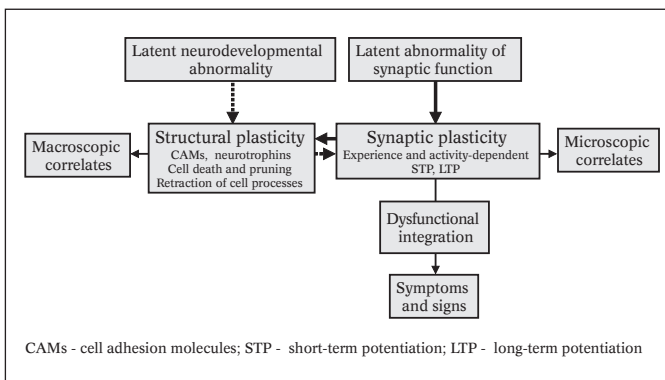 Latent neurodevelopmental
abnormality
Latent abnormality of
synaptic function
Macroscopic
correlates
Structural plasticity
CAMs, neurotrophins
Cell death and pruning
Retraction of cell processes
Synaptic plasticity
Experience and activity-dependent
STP, LTP
Microscopic
correlates
Dysfunctional
integration
Symptoms
and signs
CAMs - cell adhesion molecules; STP - short-term potentiation; LTP - long-term potentiation